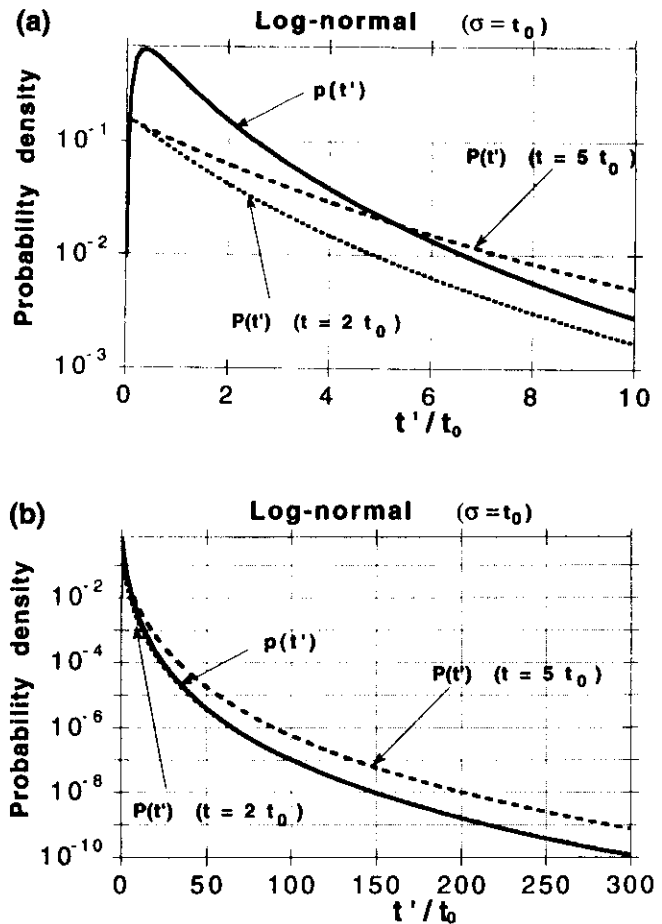 (a)
Log-normal (σ = t₀)
Probability density
10⁻¹
10⁻²
10⁻³
p(t')
P(t') (t = 5 t₀)
P(t') (t = 2 t₀)
0 2 4 6 8 10
t'/t₀
(b)
Log-normal (σ=t₀)
Probability density
10⁻²
10⁻⁴
10⁻⁶
10⁻⁸
10⁻¹⁰
p(t')
P(t') (t = 5 t₀)
P(t') (t = 2 t₀)
0 50 100 150 200 250 300
t'/t₀